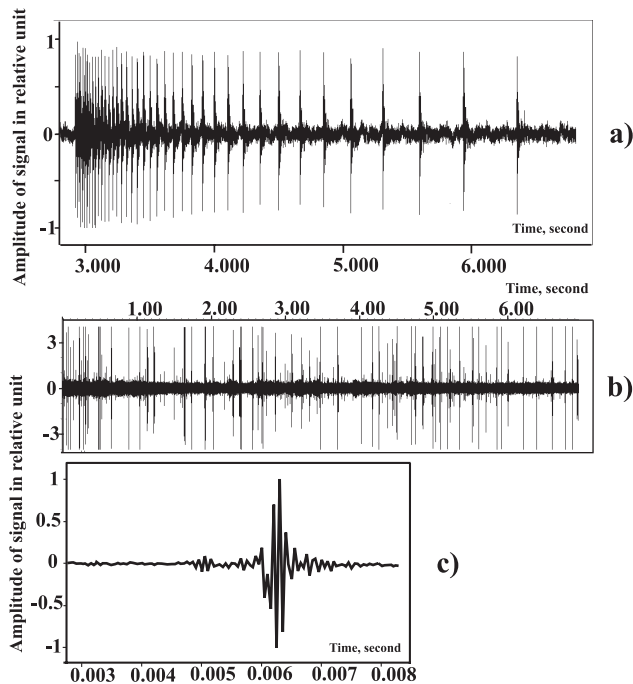 Amplitude of signal in relative unit
1
0
-1
Time, second
3.000 4.000 5.000 6.000
a)
Time, second
1.00 2.00 3.00 4.00 5.00 6.00
Amplitude of signal in relative unit
3
0
-3
b)
Amplitude of signal in relative unit
1
0.5
0
-0.5
-1
Time, second
0.003 0.004 0.005 0.006 0.007 0.008
c)